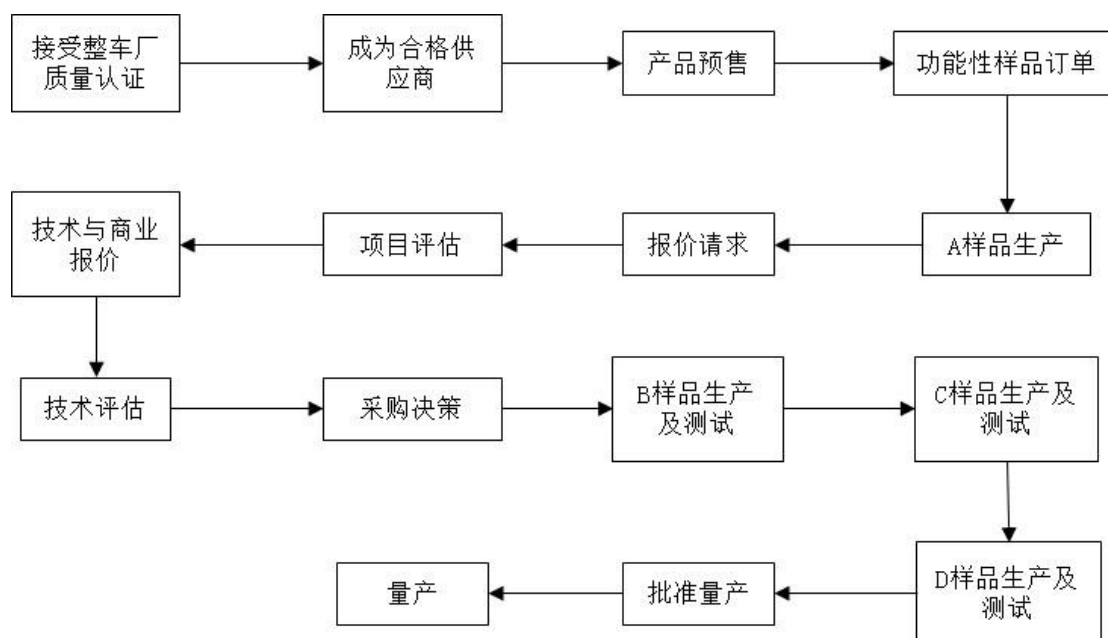 接受整车厂
质量认证
成为合格供
应商
产品预售
功能性样品订单
A样品生产
报价请求
项目评估
技术与商业
报价
技术评估
采购决策
B样品生产
及测试
C样品生产及
测试
D样品生产及
测试
批准量产
量产